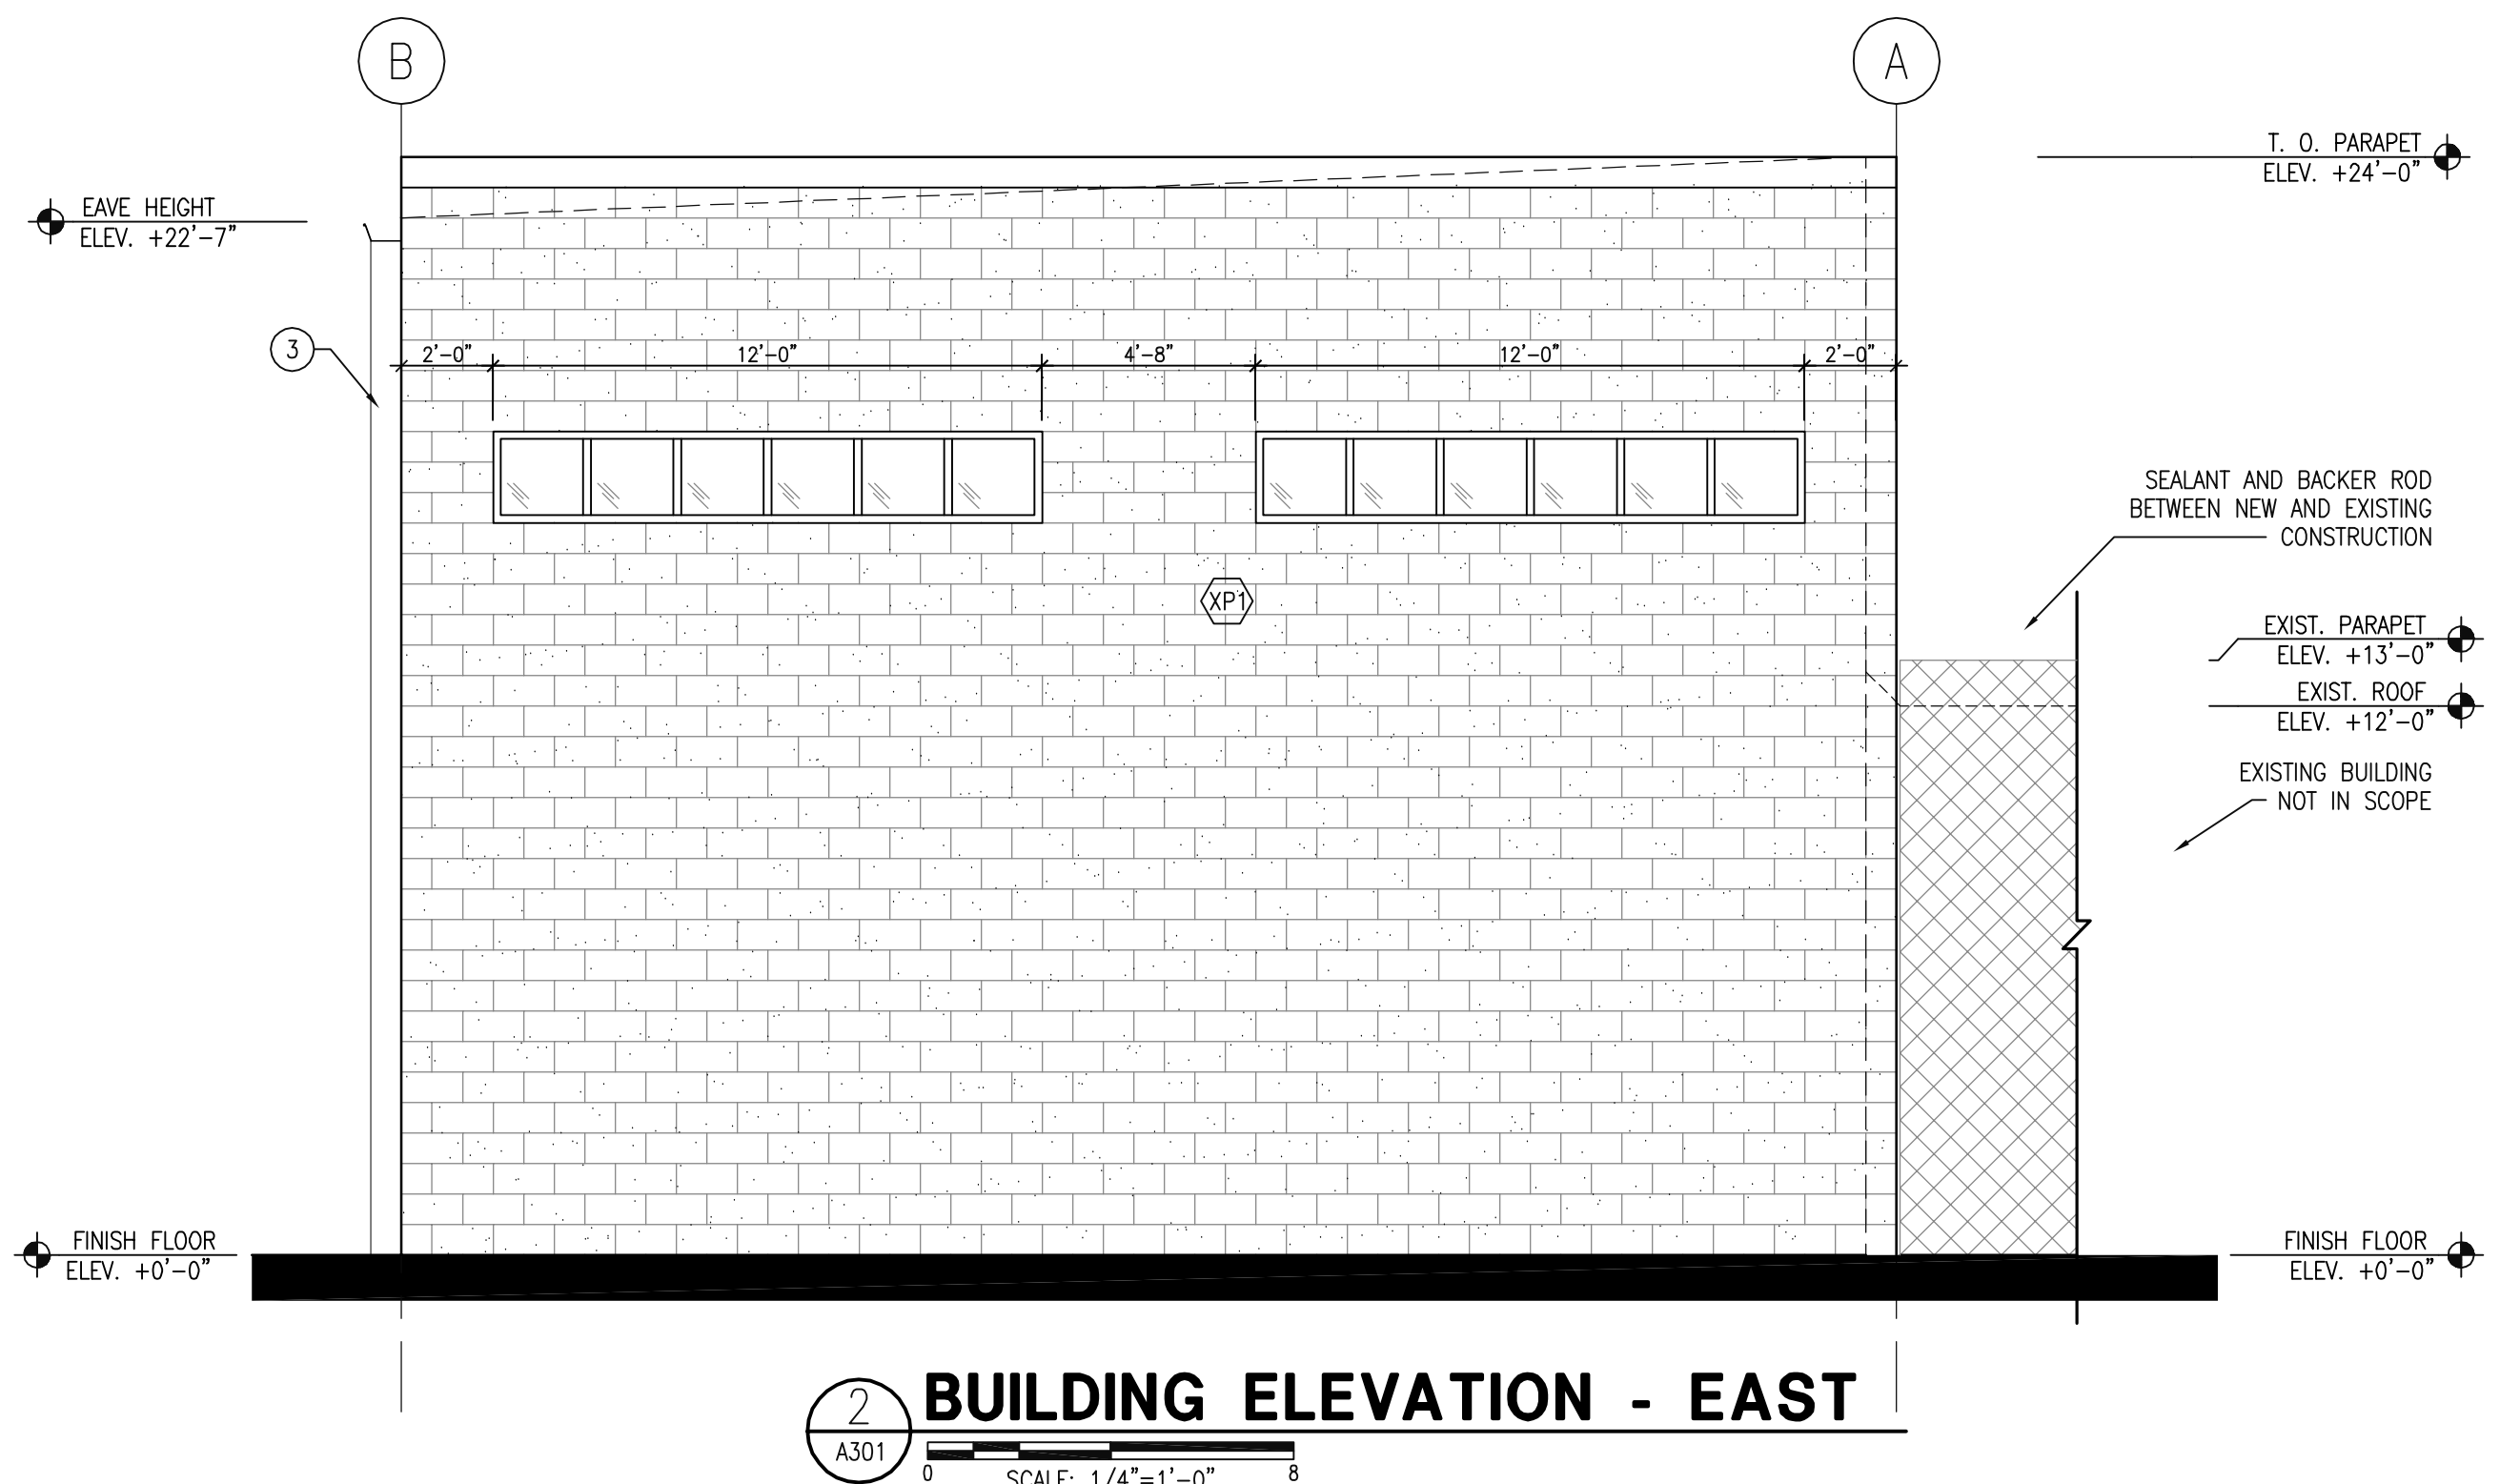 B
A
T. O. PARAPET
ELEV. +24'-0"
EAVE HEIGHT
ELEV. +22'-7"
3
2'-0"
12'-0"
4'-8"
12'-0"
2'-0"
SEALANT AND BACKER ROD
BETWEEN NEW AND EXISTING
CONSTRUCTION
XP1
EXIST. PARAPET
ELEV. +13'-0"
EXIST. ROOF
ELEV. +12'-0"
EXISTING BUILDING
NOT IN SCOPE
FINISH FLOOR
ELEV. +0'-0"
FINISH FLOOR
ELEV. +0'-0"
2
A301
BUILDING ELEVATION - EAST
0
8
SCALE: 1/4"=1'-0"